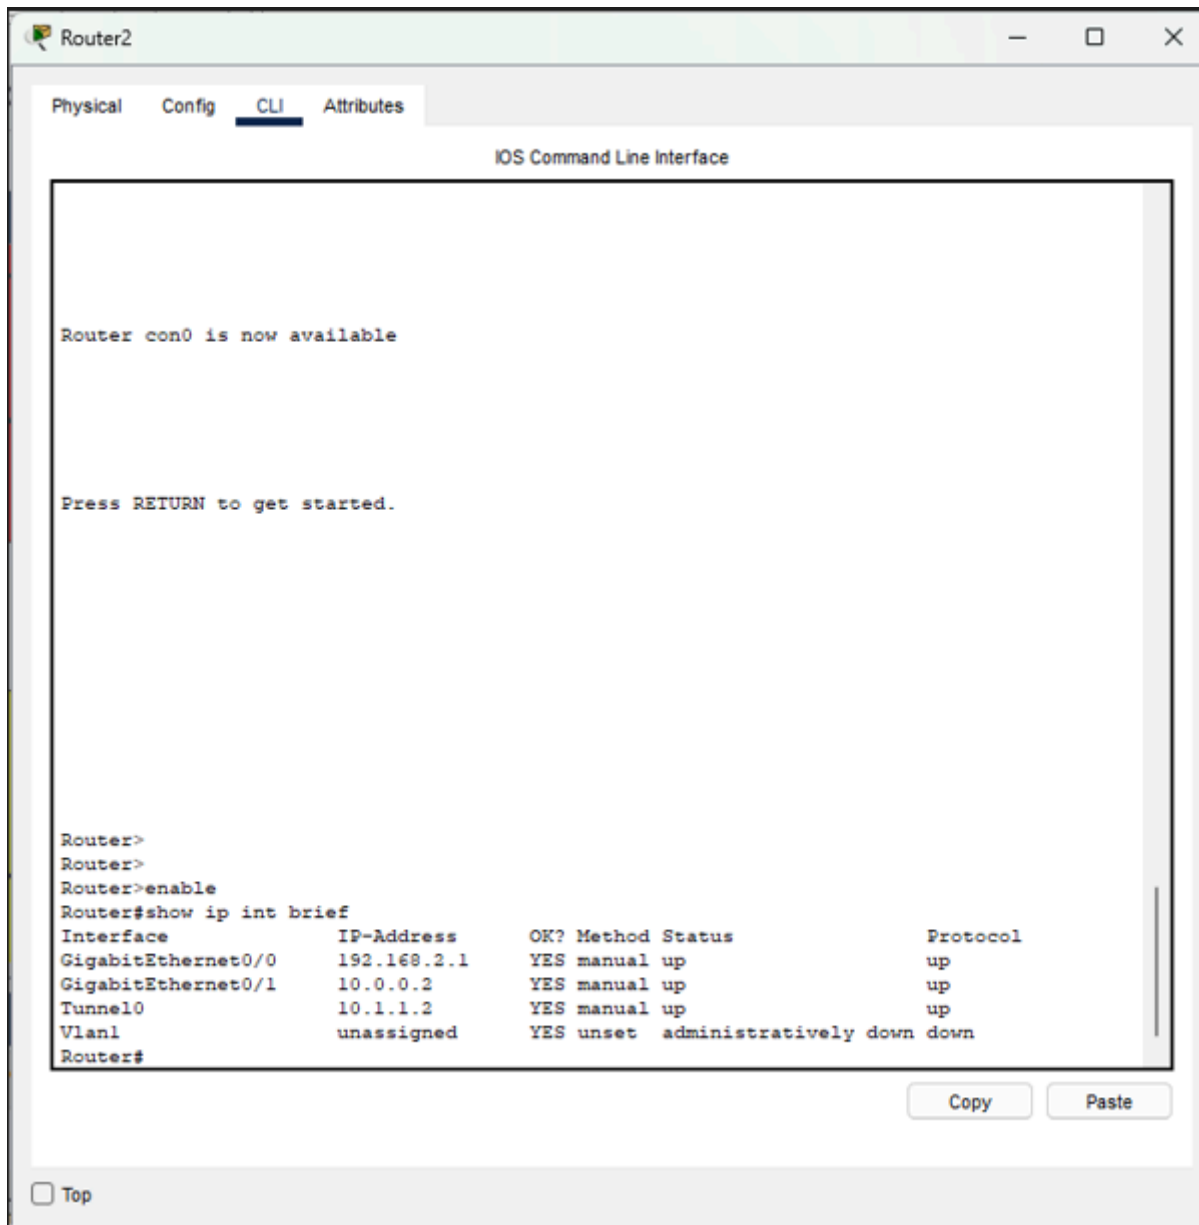 Router2
Physical Config CLI Attributes
IOS Command Line Interface
Router con0 is now available
Press RETURN to get started.
Router>
Router>
Router>enable
Router#show ip int brief
Interface IP-Address OK? Method Status Protocol
GigabitEthernet0/0 192.168.2.1 YES manual up up
GigabitEthernet0/1 10.0.0.2 YES manual up up
Tunnel0 10.1.1.2 YES manual up up
Vlan1 unassigned YES unset administratively down down
Router#
Copy Paste
Top